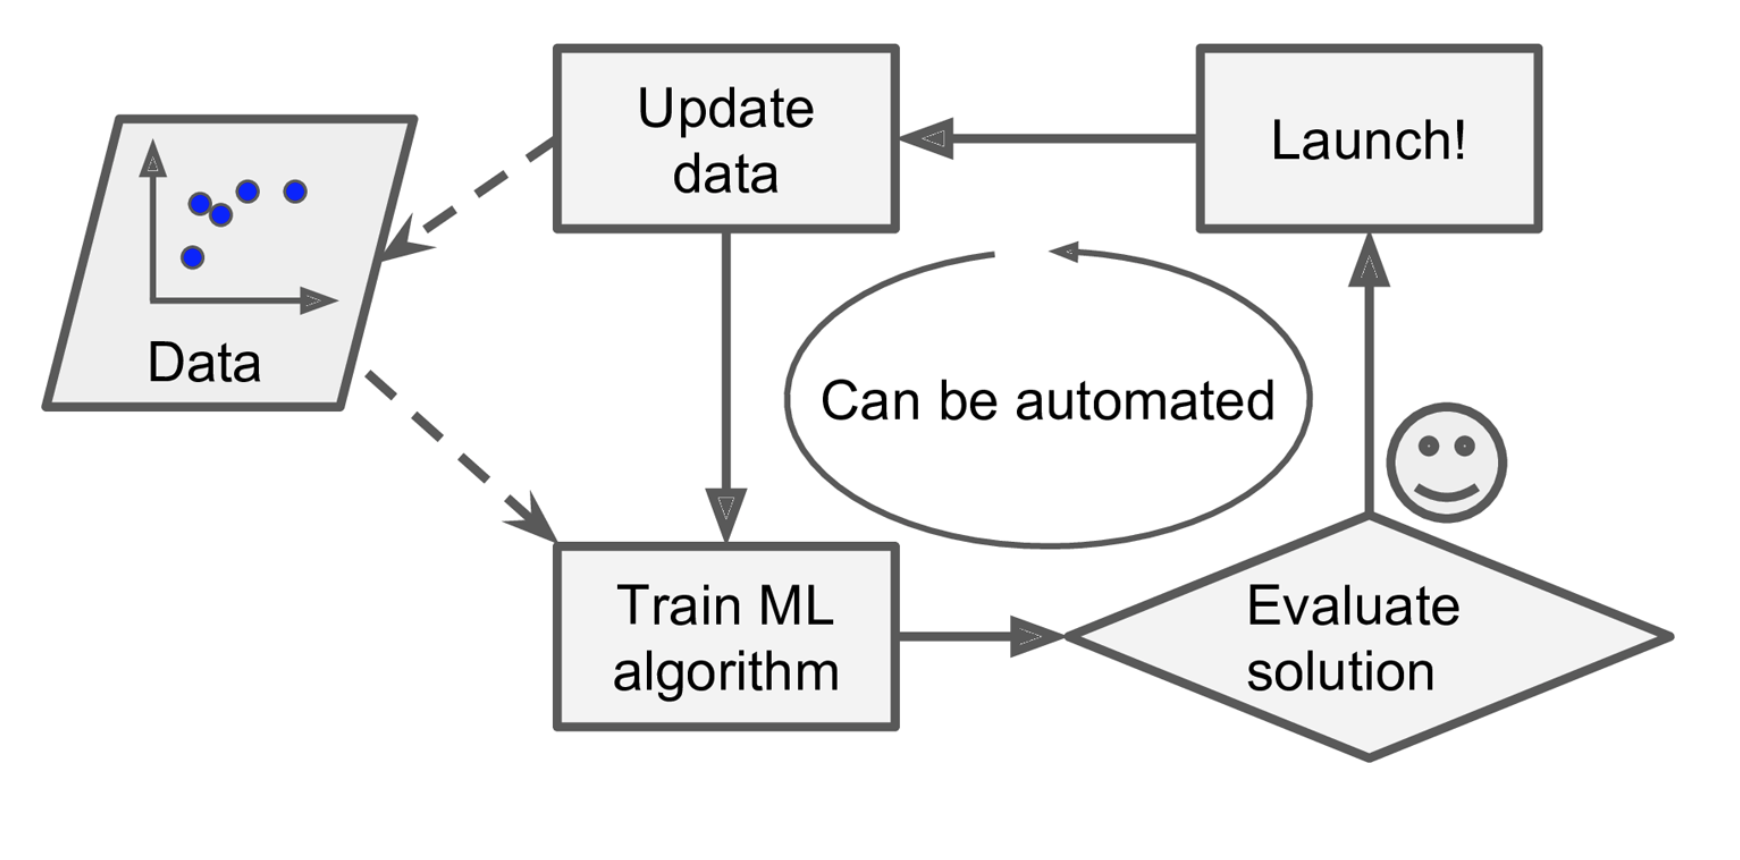 Update
data
Launch!
Data
Can be automated
Train ML
algorithm
Evaluate
solution